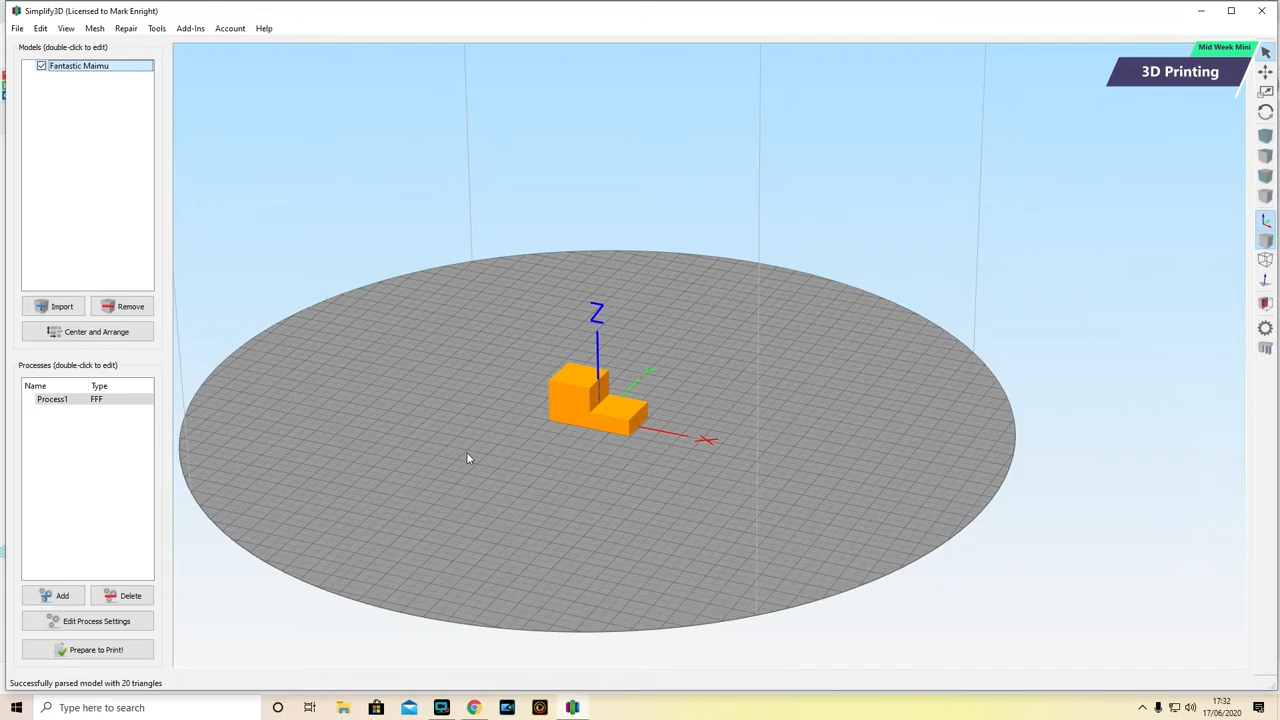 Simplify3D (Licensed to Mark Enright)
File Edit View Mesh Repair Tools Add-Ins Account Help
Mid Week Mini
3D Printing
Models (double-click to edit)
Fantastic Maimu
Import Remove
Center and Arrange
Processes (double-click to edit)
Name Type
Process1 FFF
Add Delete
Edit Process Settings
Prepare to Print!
Z
Y
X
Successfully parsed model with 20 triangles
Type here to search
17:32
17/06/2020